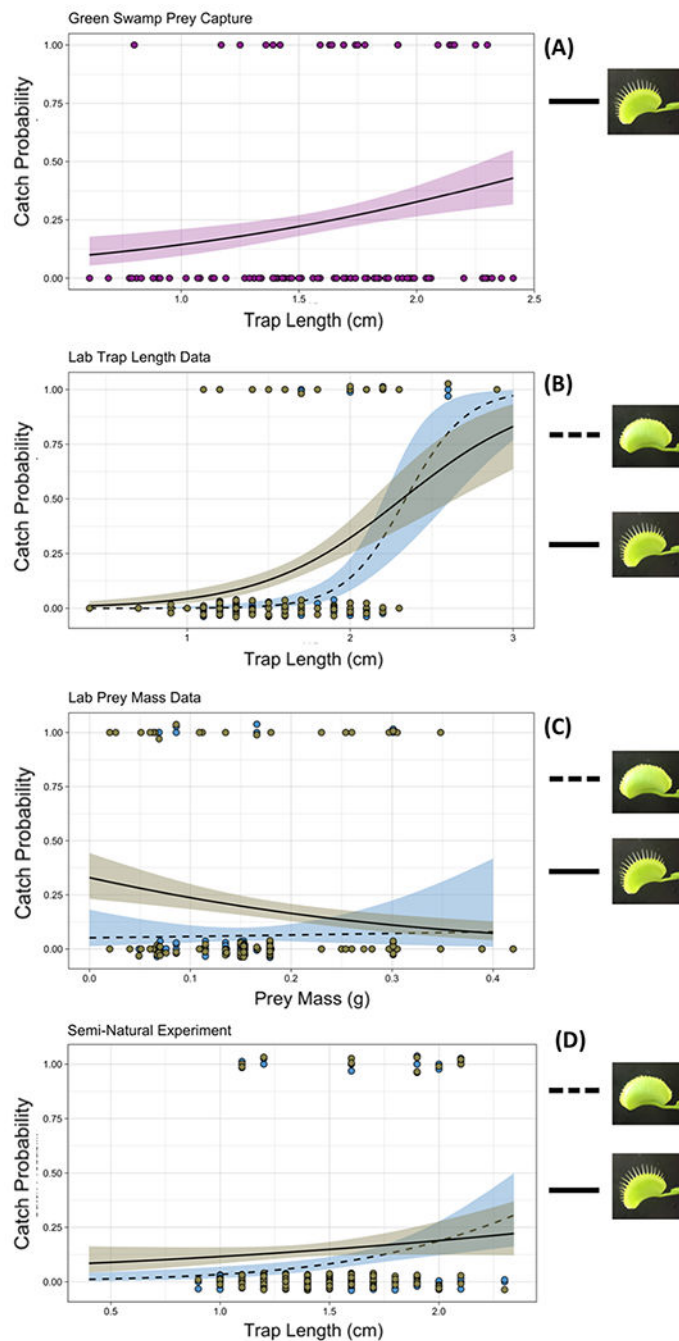 Green Swamp Prey Capture
(A)
1.00
0.75
0.50
0.25
0.00
Catch Probability
1.0 1.5 2.0 2.5
Trap Length (cm)
Lab Trap Length Data
(B)
1.00
0.75
0.50
0.25
0.00
Catch Probability
1 2 3
Trap Length (cm)
Lab Prey Mass Data
(C)
1.00
0.75
0.50
0.25
0.00
Catch Probability
0.0 0.1 0.2 0.3 0.4
Prey Mass (g)
Semi-Natural Experiment
(D)
1.00
0.75
0.50
0.25
0.00
Catch Probability
0.5 1.0 1.5 2.0
Trap Length (cm)